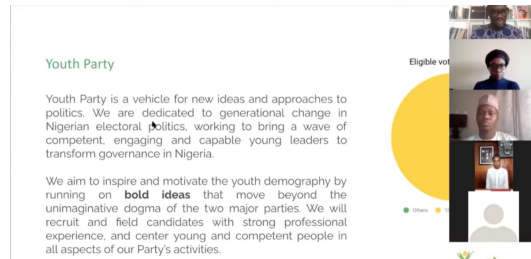 Youth Party
Eligible vot
Youth Party is a vehicle for new ideas and approaches to
politics. We are dedicated to generational change in
Nigerian electoral politics, working to bring a wave of
competent, engaging and capable young leaders to
transform governance in Nigeria.
We aim to inspire and motivate the youth demography by
running on bold ideas that move beyond the
unimaginative dogma of the two major parties. We will
recruit and field candidates with strong professional
experience, and center young and competent people in
all aspects of our Party's activities.
Others